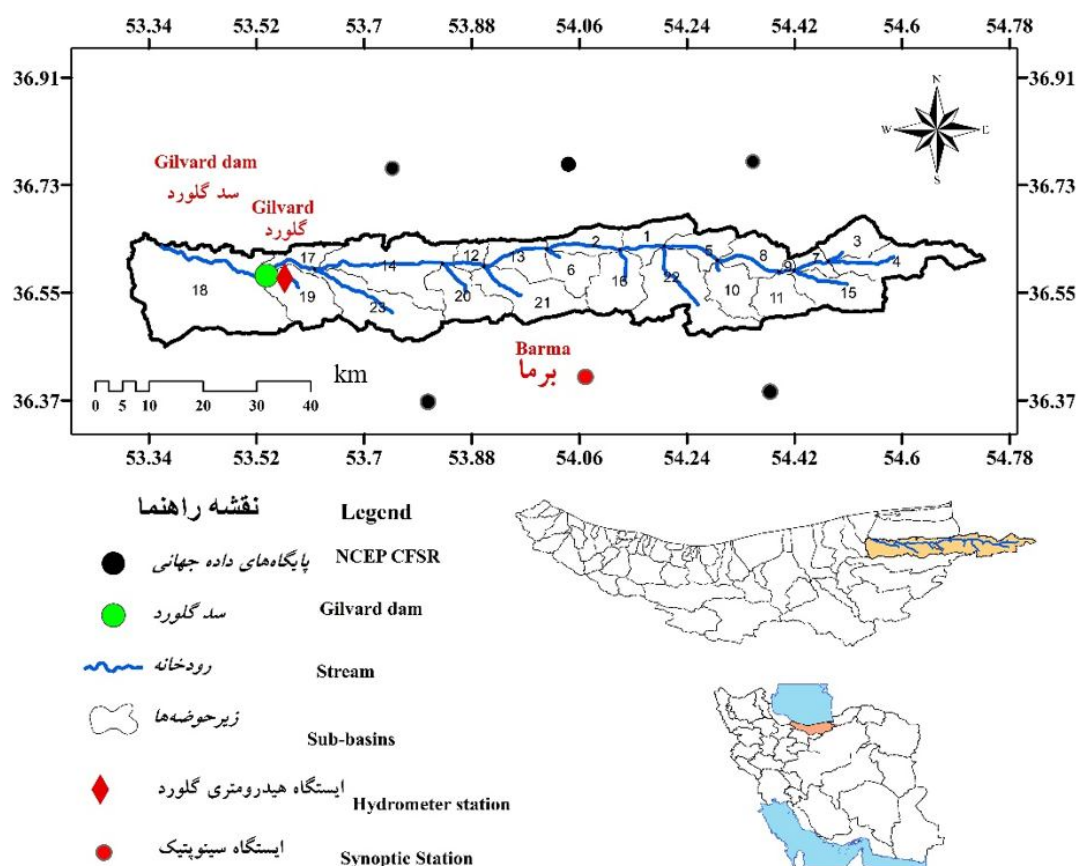 53.34 53.52 53.7 53.88 54.06 54.24 54.42 54.6 54.78
36.91 36.91
N
W E
S
Gilvard dam
سد گلورد
36.73 36.73
Gilvard
گلورد
17 14 12 13 2 1 5 8 9 7 3 4
18 19 23 20 21 6 16 22 10 11 15
36.55 36.55
Barma
برما
km
0 5 10 20 30 40
36.37 36.37
53.34 53.52 53.7 53.88 54.06 54.24 54.42 54.6 54.78
نقشه راهنما Legend
پایگاه‌های داده جهانی NCEP CFSR
سد گلورد Gilvard dam
رودخانه Stream
زیرحوضه‌ها Sub-basins
ایستگاه هیدرومتری گلورد Hydrometer station
ایستگاه سینوپتیک Synoptic Station